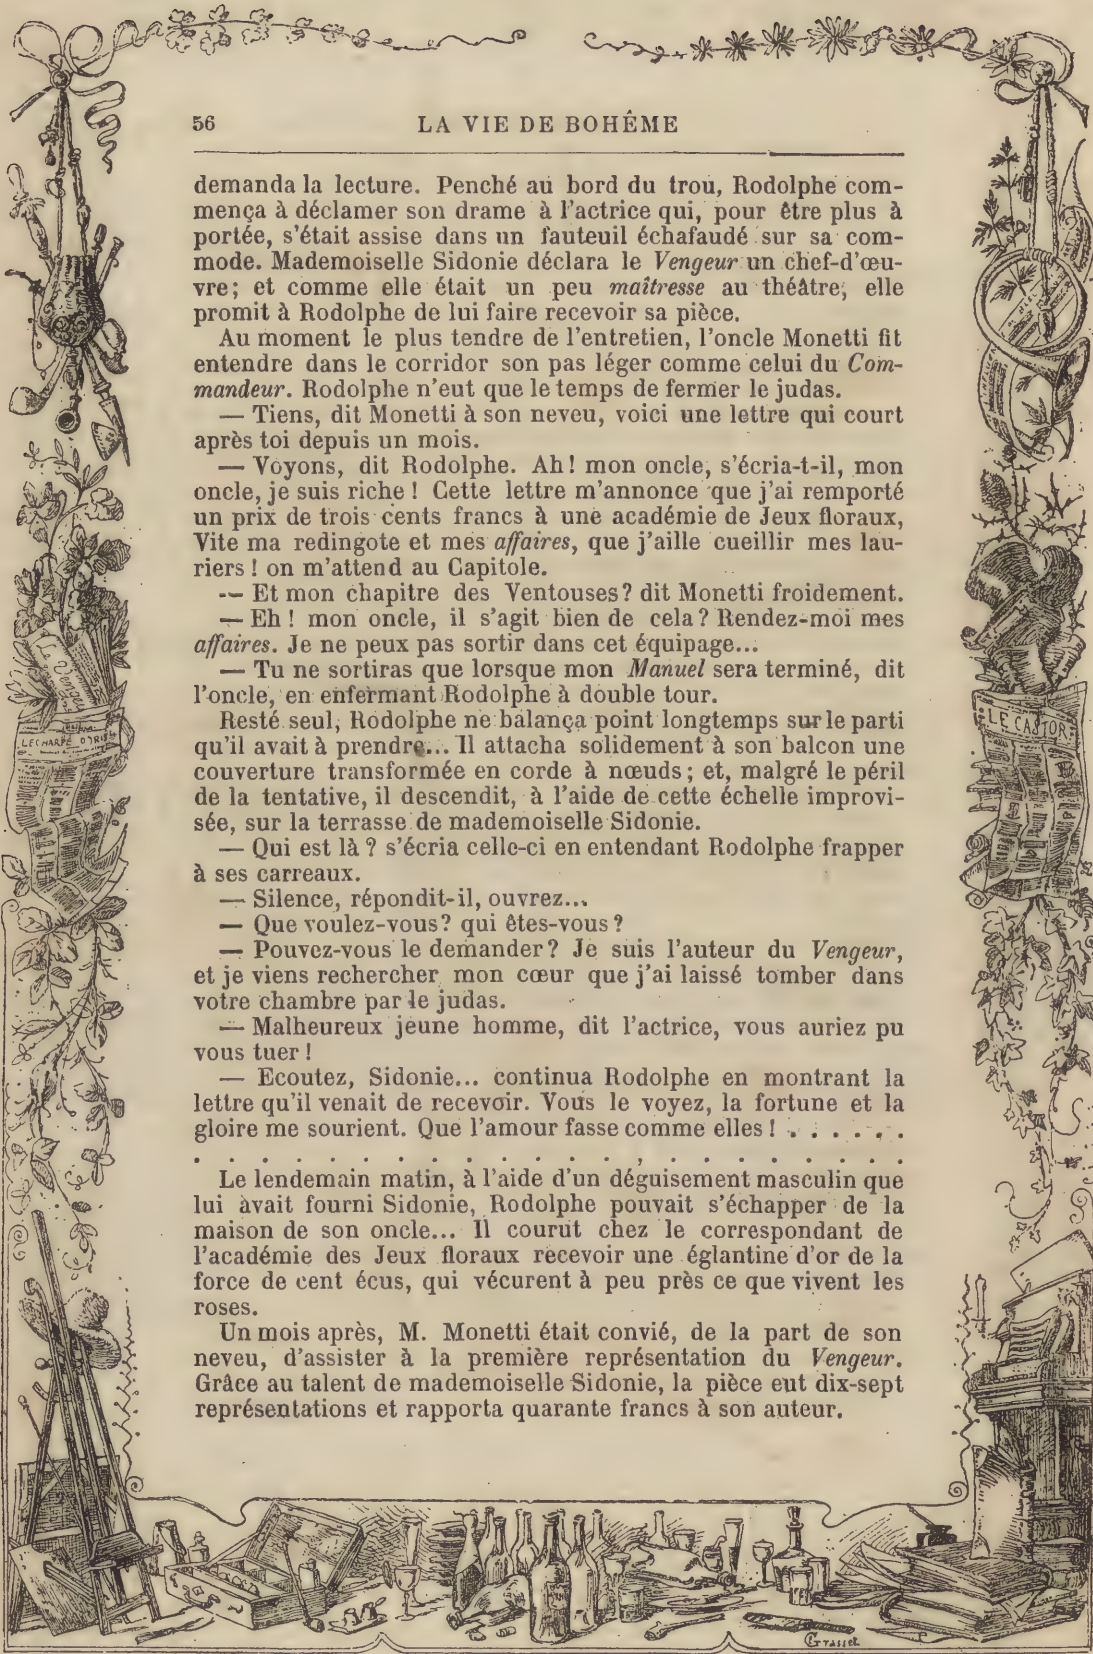 56 LA VIE DE BOHÊME
demanda la lecture. Penché au bord du trou, Rodolphe com-
mença à déclamer son drame à l'actrice qui, pour être plus à
portée, s'était assise dans un fauteuil échafaudé sur sa com-
mode. Mademoiselle Sidonie déclara le Vengeur un chef-d'œu-
vre; et comme elle était un peu maîtresse au théâtre, elle
promit à Rodolphe de lui faire recevoir sa pièce.
Au moment le plus tendre de l'entretien, l'oncle Monetti fit
entendre dans le corridor son pas léger comme celui du Com-
mandeur. Rodolphe n'eut que le temps de fermer le judas.
— Tiens, dit Monetti à son neveu, voici une lettre qui court
après toi depuis un mois.
— Voyons, dit Rodolphe. Ah! mon oncle, s'écria-t-il, mon
oncle, je suis riche! Cette lettre m'annonce que j'ai remporté
un prix de trois cents francs à une académie de Jeux floraux,
Vite ma redingote et mes affaires, que j'aille cueillir mes lau-
riers! on m'attend au Capitole.
— Et mon chapitre des Ventouses? dit Monetti froidement.
— Eh! mon oncle, il s'agit bien de cela? Rendez-moi mes
affaires. Je ne peux pas sortir dans cet équipage...
— Tu ne sortiras que lorsque mon Manuel sera terminé, dit
l'oncle, en enfermant Rodolphe à double tour.
Resté seul, Rodolphe ne balança point longtemps sur le parti
qu'il avait à prendre... Il attacha solidement à son balcon une
couverture transformée en corde à nœuds; et, malgré le péril
de la tentative, il descendit, à l'aide de cette échelle improvi-
sée, sur la terrasse de mademoiselle Sidonie.
— Qui est là? s'écria celle-ci en entendant Rodolphe frapper
à ses carreaux.
— Silence, répondit-il, ouvrez...
— Que voulez-vous? qui êtes-vous?
— Pouvez-vous le demander? Je suis l'auteur du Vengeur,
et je viens rechercher mon cœur que j'ai laissé tomber dans
votre chambre par le judas.
— Malheureux jeune homme, dit l'actrice, vous auriez pu
vous tuer!
— Ecoutez, Sidonie... continua Rodolphe en montrant la
lettre qu'il venait de recevoir. Vous le voyez, la fortune et la
gloire me sourient. Que l'amour fasse comme elles! . . . . . .
. . . . . . . . . . . . . . . . . . . . . . .
Le lendemain matin, à l'aide d'un déguisement masculin que
lui avait fourni Sidonie, Rodolphe pouvait s'échapper de la
maison de son oncle... Il courut chez le correspondant de
l'académie des Jeux floraux recevoir une églantine d'or de la
force de cent écus, qui vécurent à peu près ce que vivent les
roses.
Un mois après, M. Monetti était convié, de la part de son
neveu, d'assister à la première représentation du Vengeur.
Grâce au talent de mademoiselle Sidonie, la pièce eut dix-sept
représentations et rapporta quarante francs à son auteur.
LE CASTOR
LECHARPE D'IRIS
Le Vengeur
Grasset